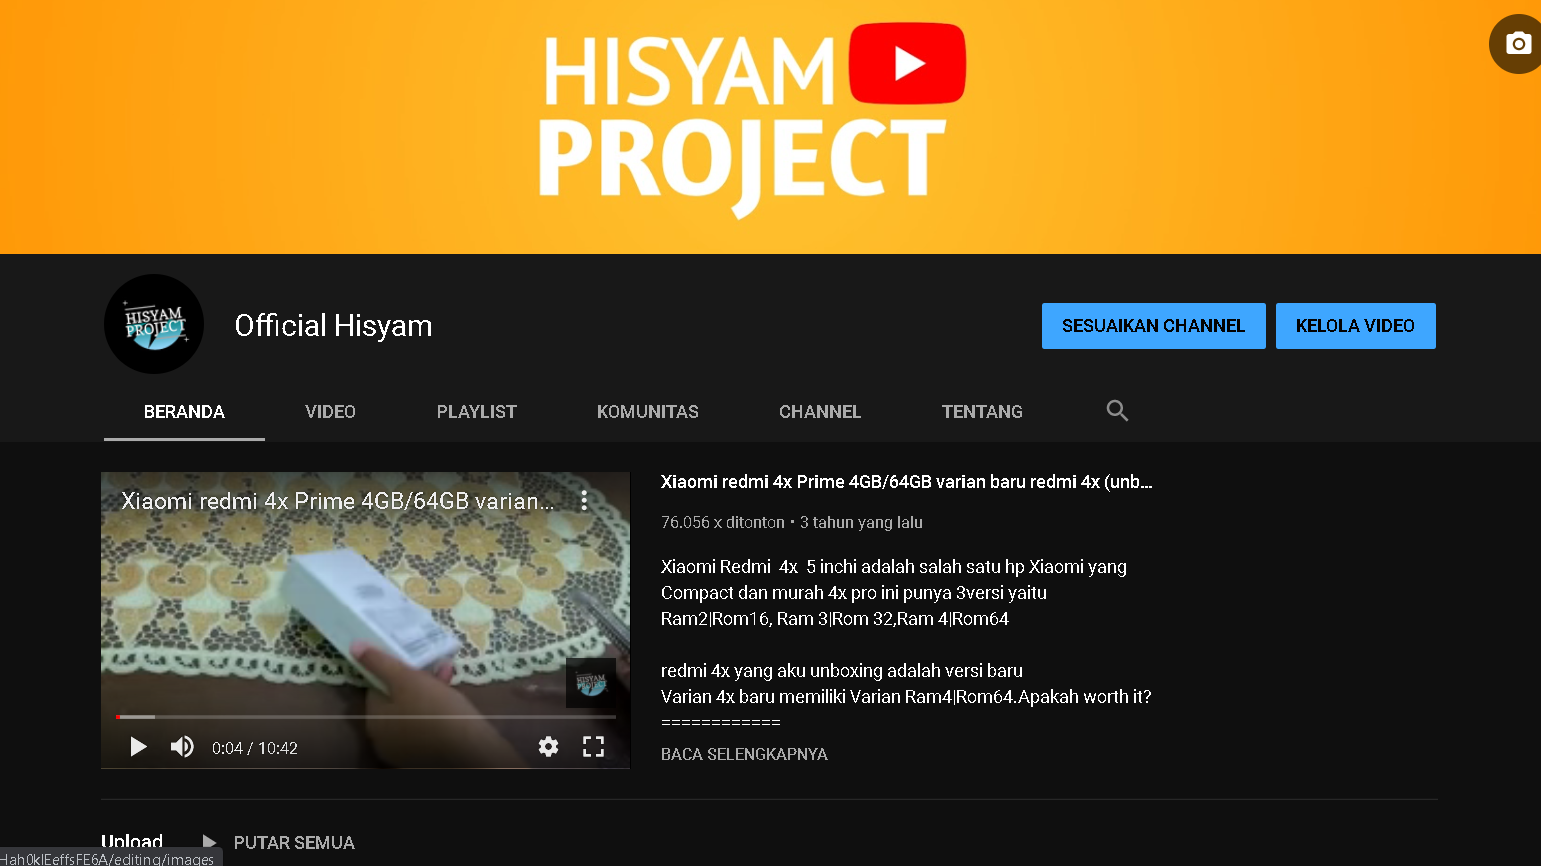 HISYAM
PROJECT
HISYAM
PROJECT
Official Hisyam
SESUAIKAN CHANNEL
KELOLA VIDEO
BERANDA
VIDEO
PLAYLIST
KOMUNITAS
CHANNEL
TENTANG
Xiaomi redmi 4x Prime 4GB/64GB varian...
HISYAM
PROJECT
0:04 / 10:42
Xiaomi redmi 4x Prime 4GB/64GB varian baru redmi 4x (unb...
76.056 x ditonton • 3 tahun yang lalu
Xiaomi Redmi  4x  5 inchi adalah salah satu hp Xiaomi yang
Compact dan murah 4x pro ini punya 3versi yaitu
Ram2|Rom16, Ram 3|Rom 32,Ram 4|Rom64
redmi 4x yang aku unboxing adalah versi baru
Varian 4x baru memiliki Varian Ram4|Rom64.Apakah worth it?
============
BACA SELENGKAPNYA
Upload
PUTAR SEMUA
/editing/images